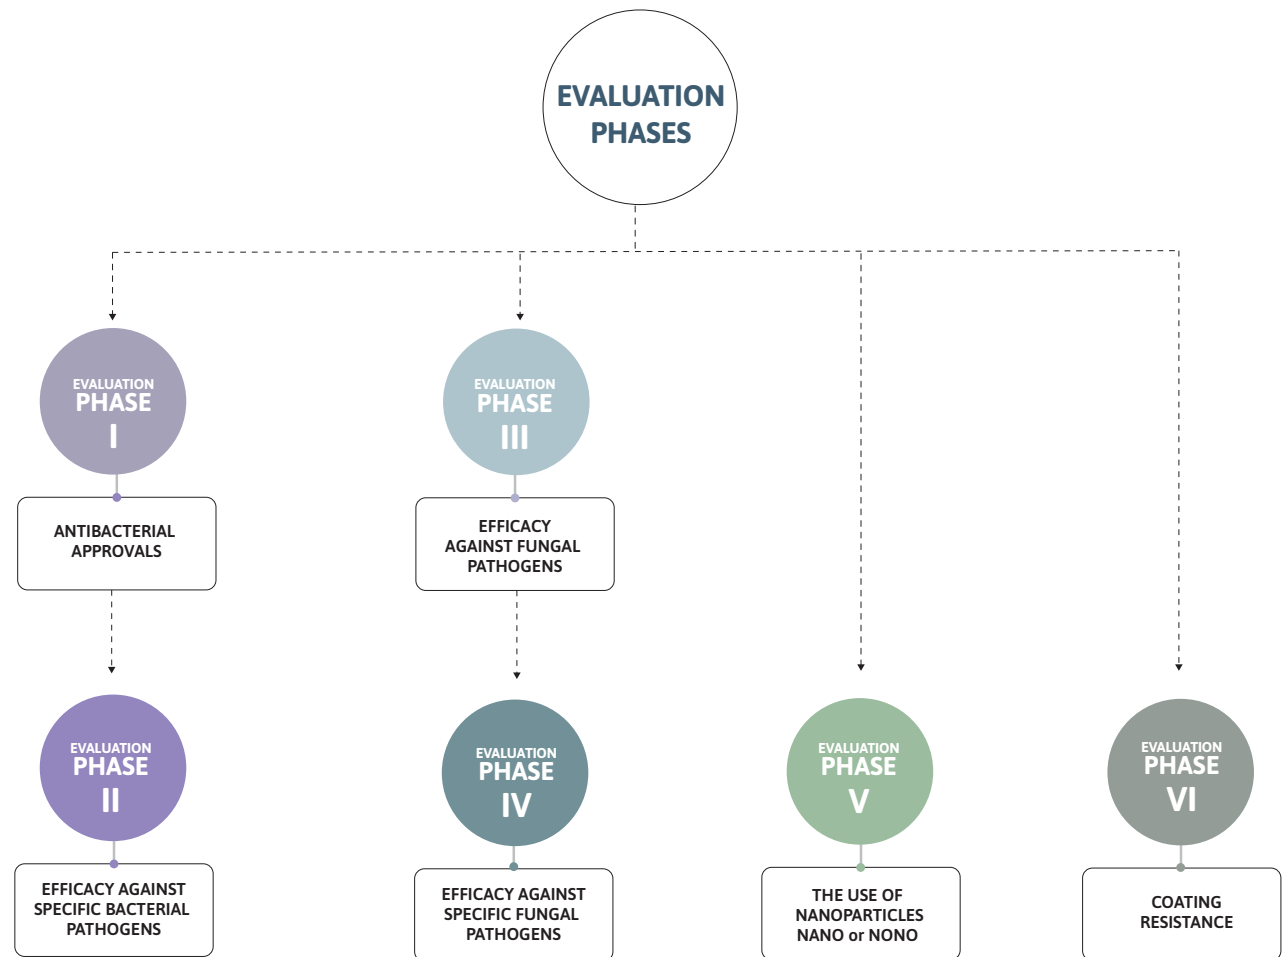 EVALUATION
PHASES
EVALUATION
PHASE
I
EVALUATION
PHASE
III
ANTIBACTERIAL
APPROVALS
EFFICACY
AGAINST FUNGAL
PATHOGENS
EVALUATION
PHASE
II
EVALUATION
PHASE
IV
EVALUATION
PHASE
V
EVALUATION
PHASE
VI
EFFICACY AGAINST
SPECIFIC BACTERIAL
PATHOGENS
EFFICACY AGAINST
SPECIFIC FUNGAL
PATHOGENS
THE USE OF
NANOPARTICLES
NANO or NONO
COATING
RESISTANCE